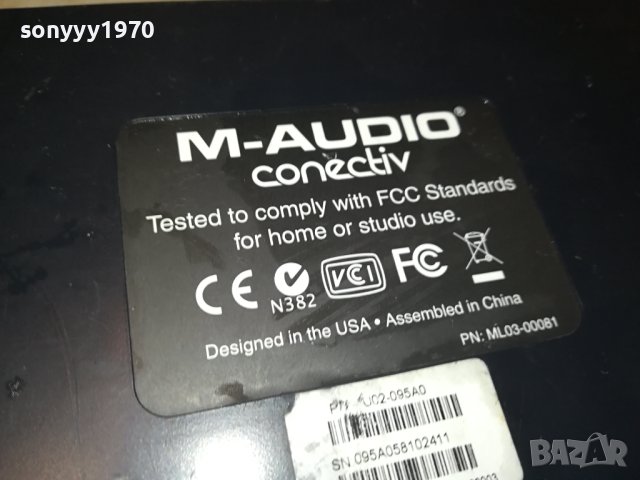 sonyyy1970
M-AUDIO®
conectiv
Tested to comply with FCC Standards
for home or studio use.
CE N382 VCI FC
Designed in the USA • Assembled in China
PN: ML03-00081
SN 095A058102411
BAZAR